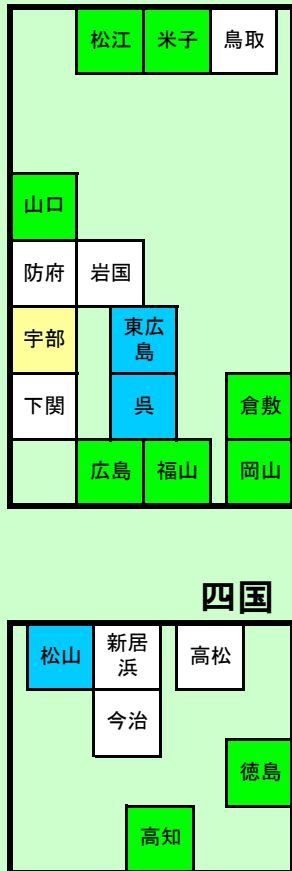 松江 米子 鳥取
山口
防府 岩国
宇部 東広
島
下関 呉 倉敷
広島 福山 岡山
四国
松山 新居
浜 高松
今治
徳島
高知